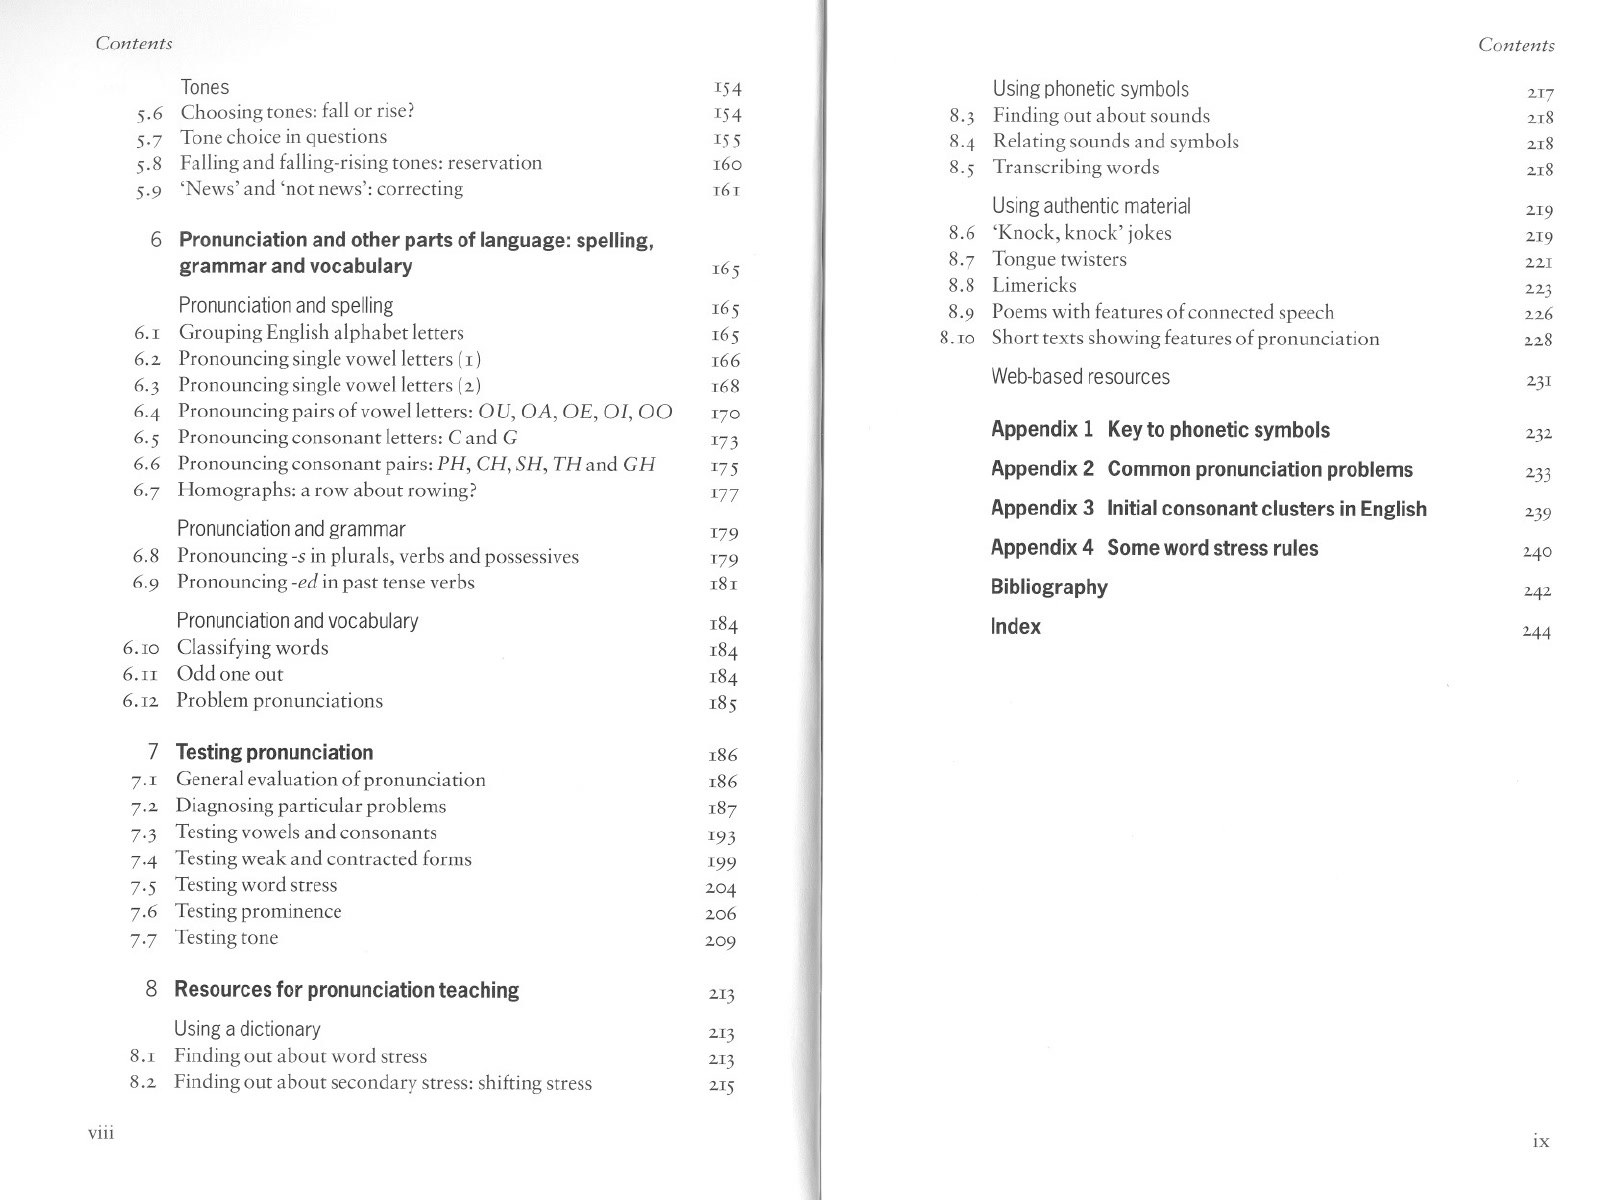 Contents
Tones 154
5.6 Choosing tones: fall or rise? 154
5.7 Tone choice in questions 155
5.8 Falling and falling-rising tones: reservation 160
5.9 ‘News’ and ‘not news’: correcting 161
6 Pronunciation and other parts of language: spelling,
grammar and vocabulary 165
Pronunciation and spelling 165
6.1 Grouping English alphabet letters 165
6.2 Pronouncing single vowel letters (1) 166
6.3 Pronouncing single vowel letters (2) 168
6.4 Pronouncing pairs of vowel letters: OU, OA, OE, OI, OO 170
6.5 Pronouncing consonant letters: C and G 173
6.6 Pronouncing consonant pairs: PH, CH, SH, TH and GH 175
6.7 Homographs: a row about rowing? 177
Pronunciation and grammar 179
6.8 Pronouncing -s in plurals, verbs and possessives 179
6.9 Pronouncing -ed in past tense verbs 181
Pronunciation and vocabulary 184
6.10 Classifying words 184
6.11 Odd one out 184
6.12 Problem pronunciations 185
7 Testing pronunciation 186
7.1 General evaluation of pronunciation 186
7.2 Diagnosing particular problems 187
7.3 Testing vowels and consonants 193
7.4 Testing weak and contracted forms 199
7.5 Testing word stress 204
7.6 Testing prominence 206
7.7 Testing tone 209
8 Resources for pronunciation teaching 213
Using a dictionary 213
8.1 Finding out about word stress 213
8.2 Finding out about secondary stress: shifting stress 215
viii
Contents
Using phonetic symbols 217
8.3 Finding out about sounds 218
8.4 Relating sounds and symbols 218
8.5 Transcribing words 218
Using authentic material 219
8.6 ‘Knock, knock’ jokes 219
8.7 Tongue twisters 221
8.8 Limericks 223
8.9 Poems with features of connected speech 226
8.10 Short texts showing features of pronunciation 228
Web-based resources 231
Appendix 1 Key to phonetic symbols 232
Appendix 2 Common pronunciation problems 233
Appendix 3 Initial consonant clusters in English 239
Appendix 4 Some word stress rules 240
Bibliography 242
Index 244
ix